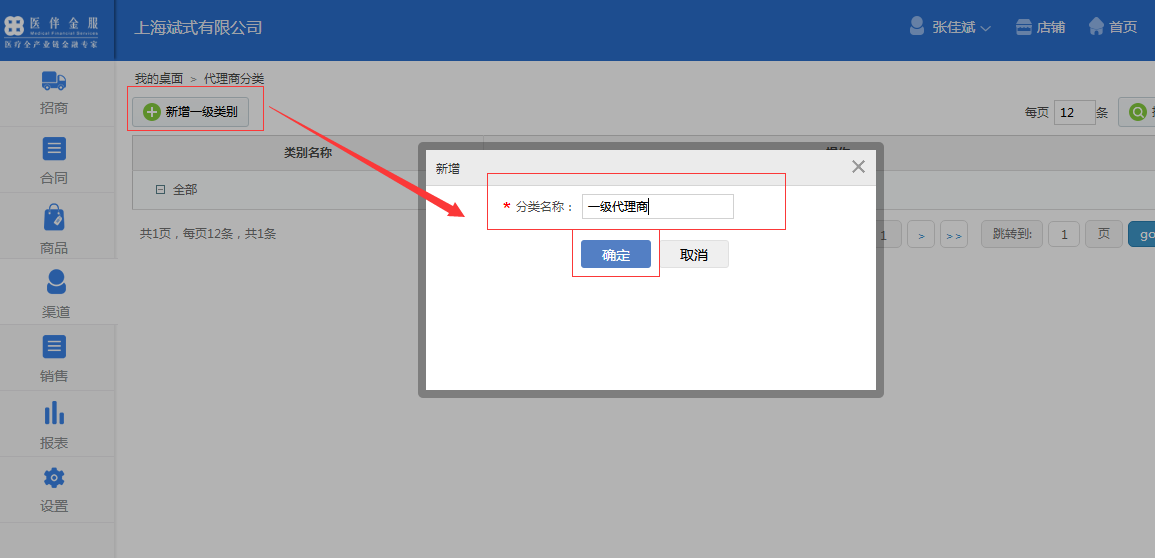 医伴金服
Medical Financial Services
医疗全产业链金融专家
上海斌式有限公司
张佳斌
店铺
首页
招商
合同
商品
渠道
销售
报表
设置
我的桌面 > 代理商分类
新增一级类别
每页 12 条
类别名称
操作
全部
共1页，每页12条，共1条
1 > >> 跳转到: 1 页 go
新增
* 分类名称： 一级代理商
确定 取消